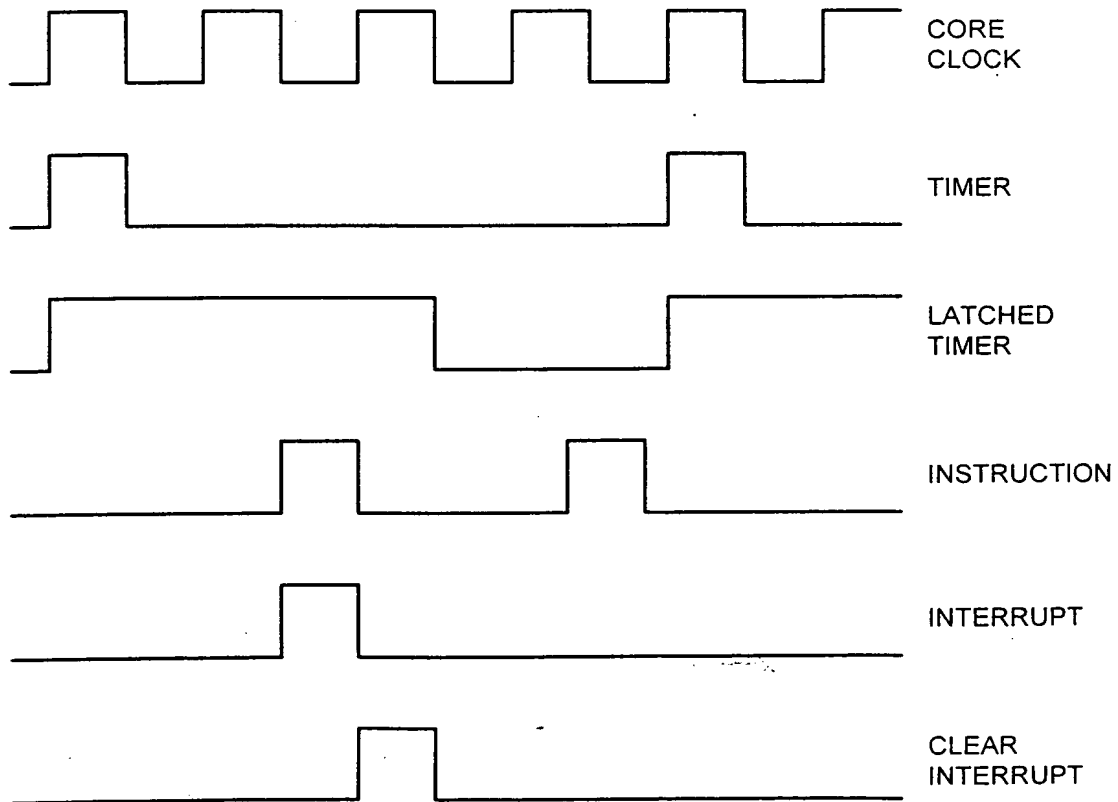 CORE
CLOCK
TIMER
LATCHED
TIMER
INSTRUCTION
INTERRUPT
CLEAR
INTERRUPT